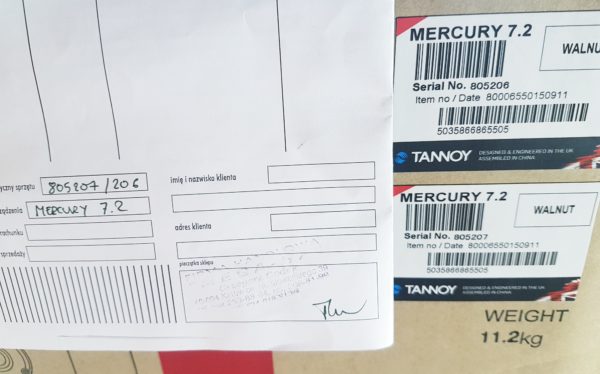 yczny sprzętu 805207/206
ządzenia MERCURY 7.2
rachunku
sprzedaży
imię i nazwisko klienta
adres klienta
pieczątka sklepu
MERCURY 7.2
WALNU
Serial No. 805206
Item no / Date 80006550150911
5035866865505
TANNOY DESIGNED & ENGINEERED IN THE UK
ASSEMBLED IN CHINA
MERCURY 7.2
WALNUT
Serial No. 805207
Item no / Date 80006550150911
5035866865505
TANNOY DESIGNED & ENGINEERED IN THE UK
ASSEMBLED IN CHINA
WEIGHT
11.2kg